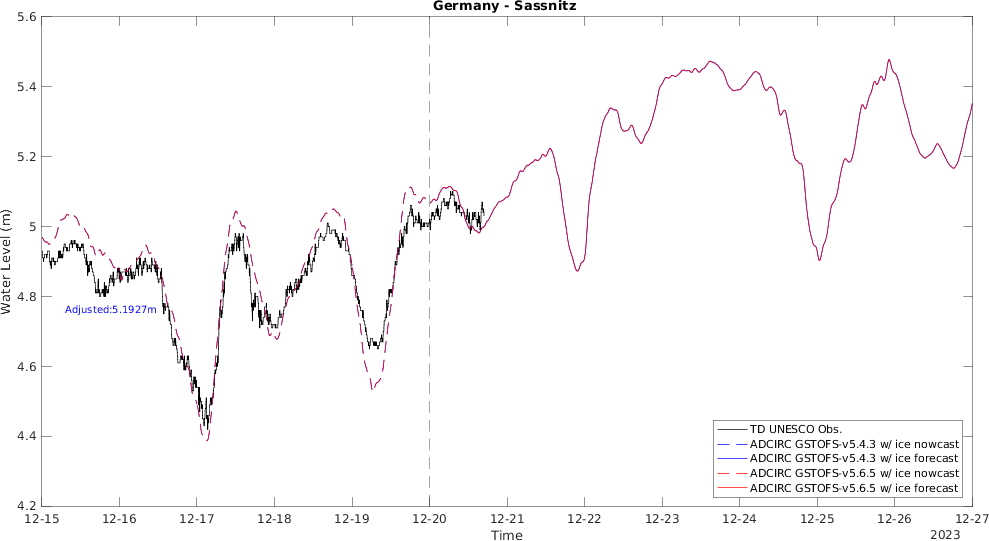 Germany - Sassnitz
5.6
5.4
5.2
5
4.8
4.6
4.4
4.2
Water Level (m)
Adjusted:5.1927m
TD UNESCO Obs.
ADCIRC GSTOFS-v5.4.3 w/ ice nowcast
ADCIRC GSTOFS-v5.4.3 w/ ice forecast
ADCIRC GSTOFS-v5.6.5 w/ ice nowcast
ADCIRC GSTOFS-v5.6.5 w/ ice forecast
12-15 12-16 12-17 12-18 12-19 12-20 12-21 12-22 12-23 12-24 12-25 12-26 12-27
Time
2023